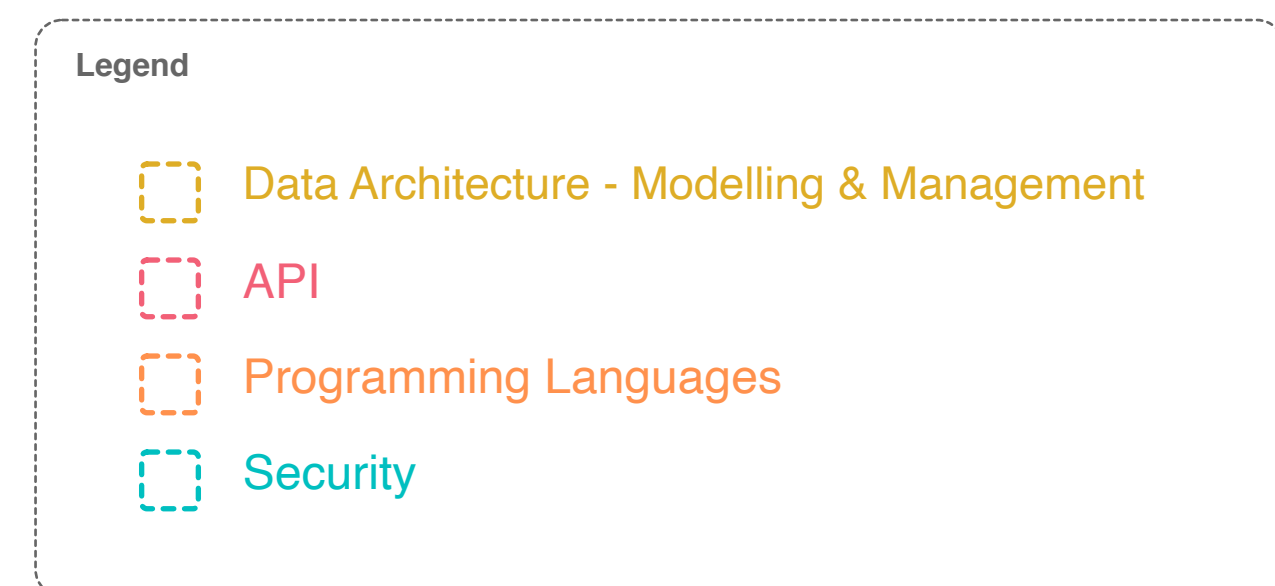 Legend
Data Architecture - Modelling & Management
API
Programming Languages
Security